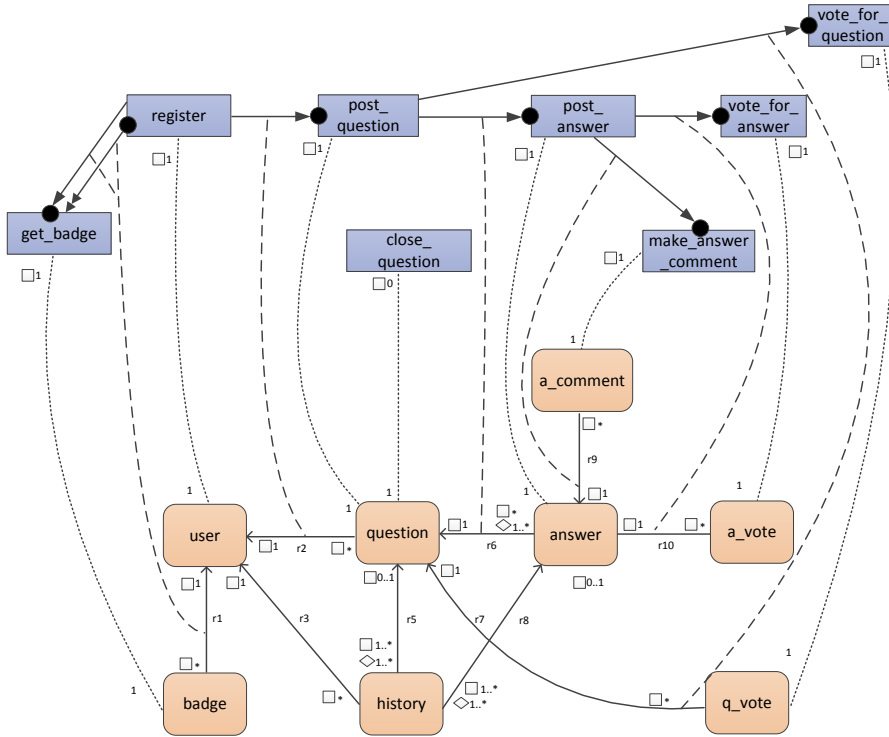 vote_for_
question
□1
register
post_
question
post_
answer
vote_for_
answer
□1
□1
□1
□1
get_badge
close_
question
make_answer
_comment
□1
□0
□1
1
a_comment
□*
r9
□1
1
1
1
1
1
user
question
answer
a_vote
□1
r2
□*
□1
r6
□*
◇1..*
□1
r10
□*
□1
□1
□0..1
□1
□0..1
r1
r3
r5
r7
r8
□1..*
◇1..*
□1..*
◇1..*
1
□*
□*
□*
1
badge
history
q_vote